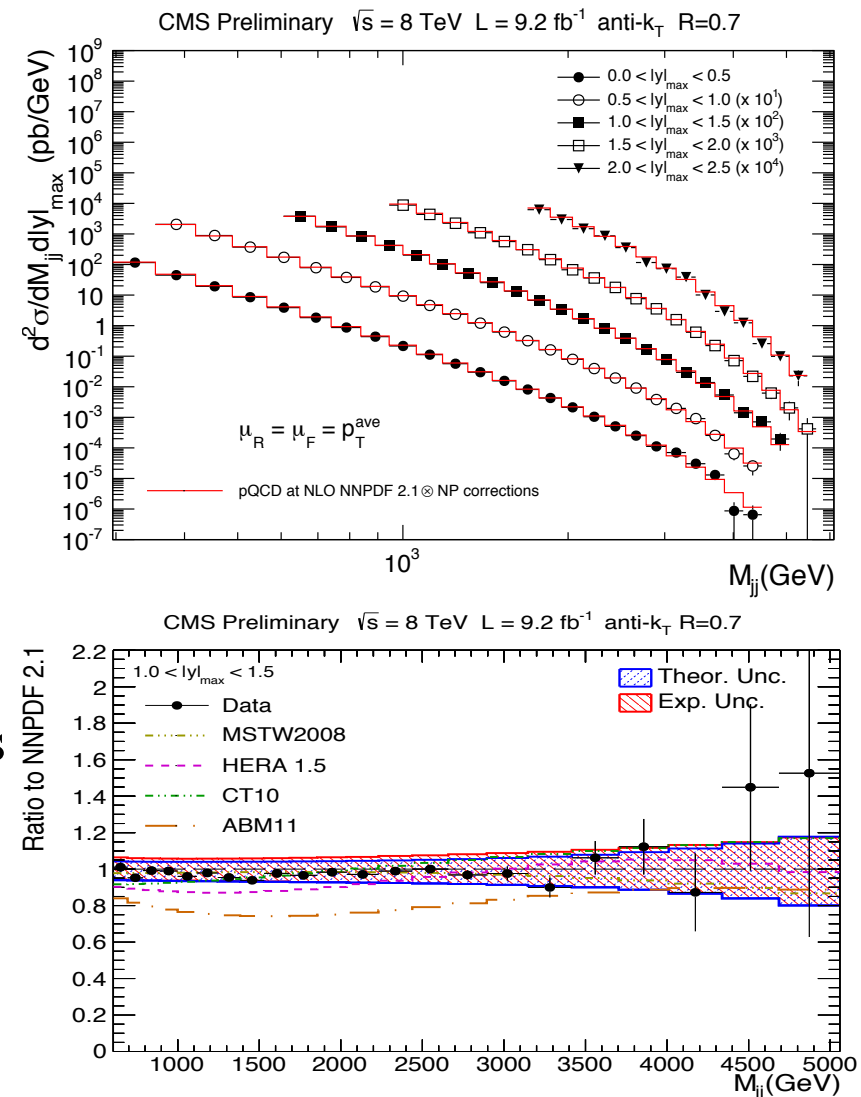 CMS Preliminary √s = 8 TeV L = 9.2 fb⁻¹ anti-k_T R=0.7
d²σ/dM_jj d|y|_max (pb/GeV)
10⁹
10⁸
10⁷
10⁶
10⁵
10⁴
10³
10²
10
1
10⁻¹
10⁻²
10⁻³
10⁻⁴
10⁻⁵
10⁻⁶
10⁻⁷
0.0 < |y|_max < 0.5
0.5 < |y|_max < 1.0 (x 10¹)
1.0 < |y|_max < 1.5 (x 10²)
1.5 < |y|_max < 2.0 (x 10³)
2.0 < |y|_max < 2.5 (x 10⁴)
μ_R = μ_F = p_T^ave
pQCD at NLO NNPDF 2.1 ⊗ NP corrections
10³
M_jj(GeV)
CMS Preliminary √s = 8 TeV L = 9.2 fb⁻¹ anti-k_T R=0.7
Ratio to NNPDF 2.1
2.2
2
1.8
1.6
1.4
1.2
1
0.8
0.6
0.4
0.2
0
1.0 < |y|_max < 1.5
Data
MSTW2008
HERA 1.5
CT10
ABM11
Theor. Unc.
Exp. Unc.
1000 1500 2000 2500 3000 3500 4000 4500 5000
M_jj(GeV)